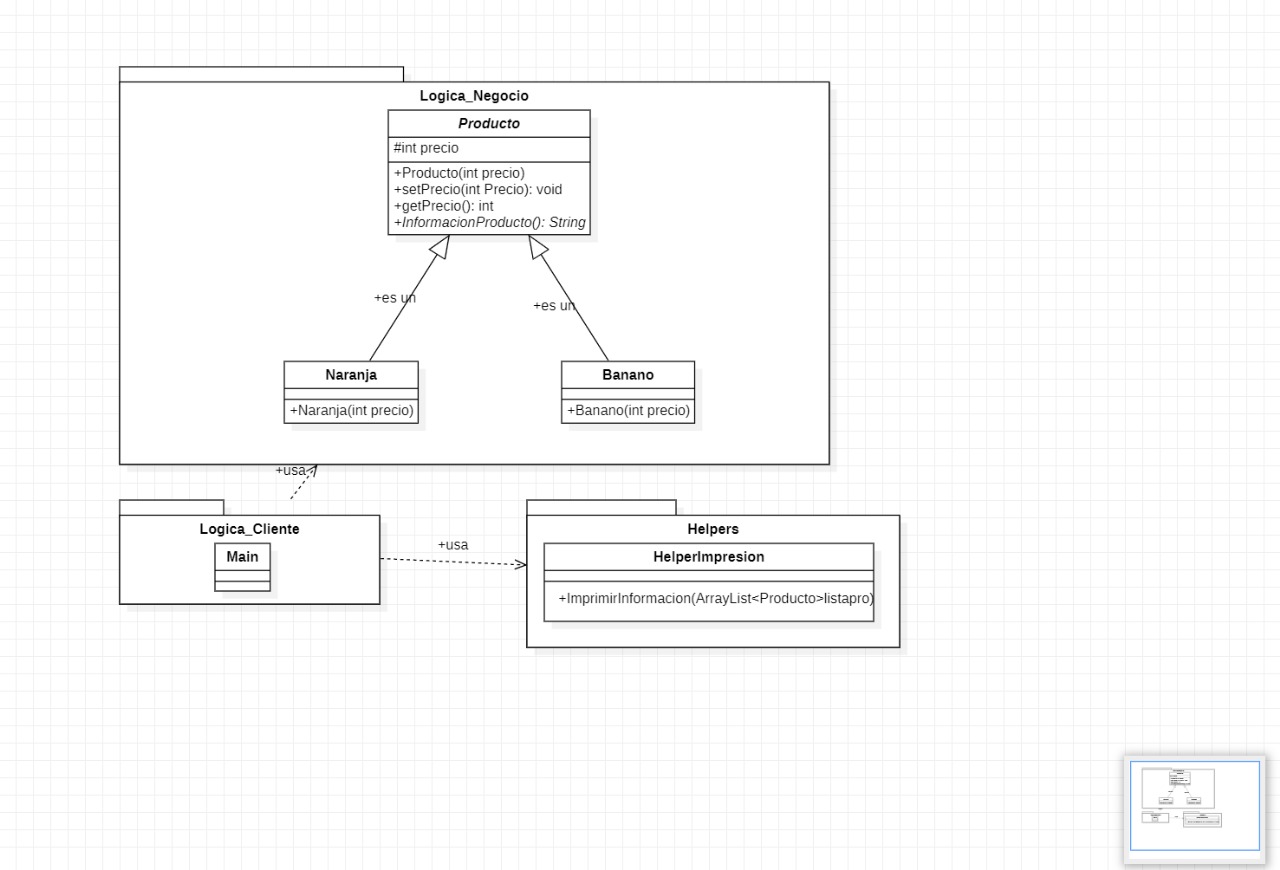 Logica_Negocio
Producto
#int precio
+Producto(int precio)
+setPrecio(int Precio): void
+getPrecio(): int
+InformacionProducto(): String
+es un
+es un
Naranja
+Naranja(int precio)
Banano
+Banano(int precio)
+usa
Logica_Cliente
Main
+usa
Helpers
HelperImpresion
+ImprimirInformacion(ArrayList<Producto>listapro)